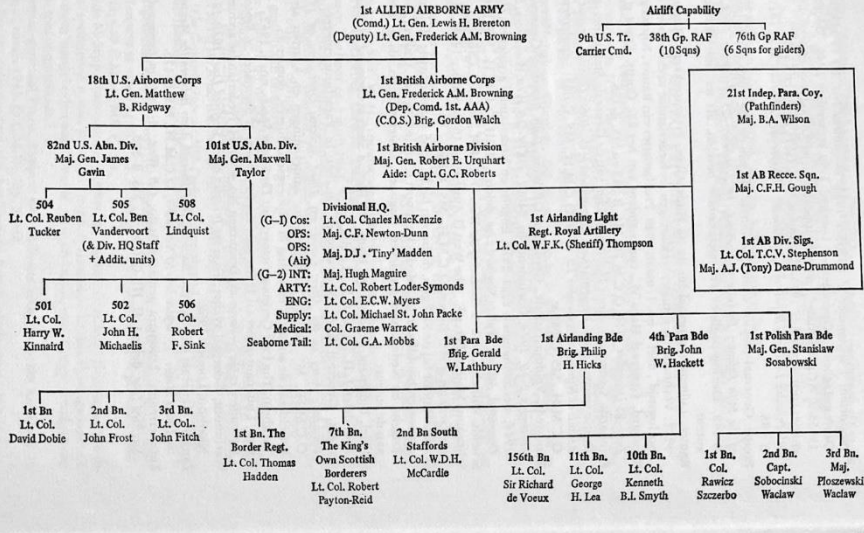 1st ALLIED AIRBORNE ARMY
(Comd.) Lt. Gen. Lewis H. Brereton
(Deputy) Lt. Gen. Frederick A.M. Browning
Airlift Capability
9th U.S. Tr.
Carrier Cmd.
38th Gp. RAF
(10 Sqns)
76th Gp RAF
(6 Sqns for gliders)
18th U.S. Airborne Corps
Lt. Gen. Matthew
B. Ridgway
1st British Airborne Corps
Lt. Gen. Frederick A.M. Browning
(Dep. Comd. 1st. AAA)
(C.O.S.) Brig. Gordon Walch
21st Indep. Para. Coy.
(Pathfinders)
Maj. B.A. Wilson
82nd U.S. Abn. Div.
Maj. Gen. James
Gavin
101st U.S. Abn. Div.
Maj. Gen. Maxwell
Taylor
1st British Airborne Division
Maj. Gen. Robert E. Urquhart
Aide: Capt. G.C. Roberts
1st AB Recce. Sqn.
Maj. C.F.H. Gough
504
Lt. Col. Reuben
Tucker
505
Lt. Col. Ben
Vandervoort
(& Div. HQ Staff
+ Addit. units)
508
Lt. Col.
Lindquist
Divisional H.Q.
(G–I) Cos: Lt. Col. Charles MacKenzie
OPS: Maj. C.F. Newton-Dunn
OPS:
(Air) Maj. D.J. 'Tiny' Madden
(G–2) INT: Maj. Hugh Maguire
ARTY: Lt. Col. Robert Loder-Symonds
ENG: Lt. Col. E.C.W. Myers
Supply: Lt. Col. Michael St. John Packe
Medical: Col. Graeme Warrack
Seaborne Tail: Lt. Col. G.A. Mobbs
1st Airlanding Light
Regt. Royal Artillery
Lt. Col. W.F.K. (Sheriff) Thompson
1st AB Div. Sigs.
Lt. Col. T.C.V. Stephenson
Maj. A.J. (Tony) Deane-Drummond
501
Lt. Col.
Harry W.
Kinnaird
502
Lt. Col.
John H.
Michaelis
506
Col.
Robert
F. Sink
1st Para Bde
Brig. Gerald
W. Lathbury
1st Airlanding Bde
Brig. Philip
H. Hicks
4th Para Bde
Brig. John
W. Hackett
1st Polish Para Bde
Maj. Gen. Stanislaw
Sosabowski
1st Bn
Lt. Col.
David Dobie
2nd Bn.
Lt. Col.
John Frost
3rd Bn.
Lt. Col..
John Fitch
1st Bn. The
Border Regt.
Lt. Col. Thomas
Hadden
7th Bn.
The King's
Own Scottish
Borderers
Lt. Col. Robert
Payton-Reid
2nd Bn South
Staffords
Lt. Col. W.D.H.
McCardie
156th Bn
Lt. Col.
Sir Richard
de Voeux
11th Bn.
Lt. Col.
George
H. Lea
10th Bn.
Lt. Col.
Kenneth
B.I. Smyth
1st Bn.
Col.
Rawicz
Szczerbo
2nd Bn.
Capt.
Sobocinski
Waclaw
3rd Bn.
Maj.
Ploszewski
Waclaw